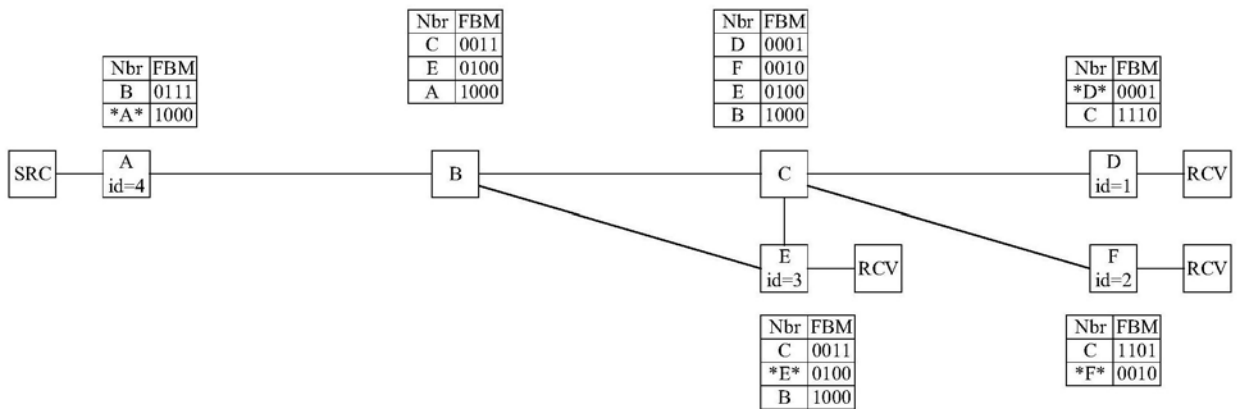 Nbr FBM
B 0111
*A* 1000
Nbr FBM
C 0011
E 0100
A 1000
Nbr FBM
D 0001
F 0010
E 0100
B 1000
Nbr FBM
*D* 0001
C 1110
SRC
A
id=4
B
C
D
id=1
RCV
E
id=3
RCV
F
id=2
RCV
Nbr FBM
C 0011
*E* 0100
B 1000
Nbr FBM
C 1101
*F* 0010